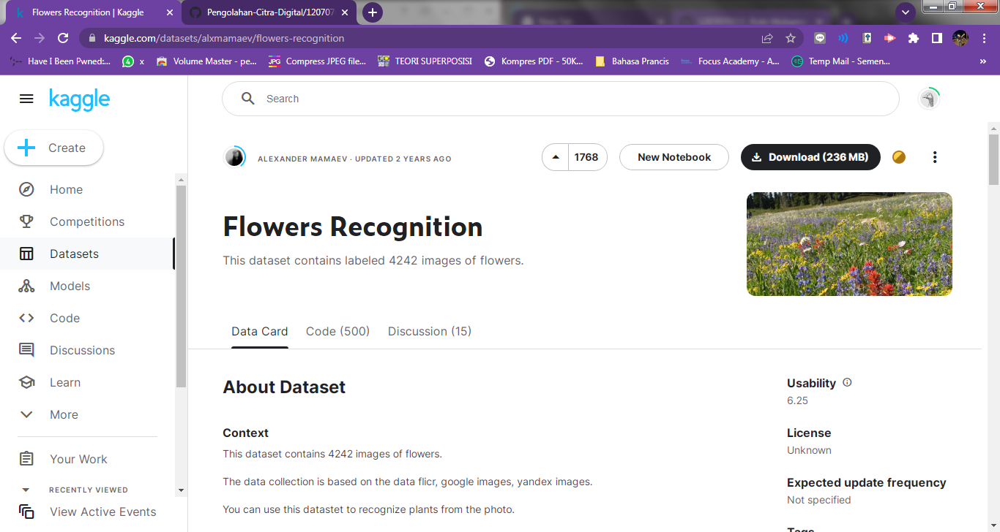 Flowers Recognition | Kaggle
Pengolahan-Citra-Digital/120707
kaggle.com/datasets/alxmamaev/flowers-recognition
Have I Been Pwned:...
4
x
Volume Master - pe...
JPG
Compress JPEG file...
TEORI SUPERPOSISI
Kompres PDF - 50K...
Bahasa Prancis
Focus Academy - A...
Temp Mail - Semen...
»
kaggle
Search
Create
Home
Competitions
Datasets
Models
Code
Discussions
Learn
More
Your Work
RECENTLY VIEWED
View Active Events
ALEXANDER MAMAEV · UPDATED 2 YEARS AGO
1768
New Notebook
Download (236 MB)
Flowers Recognition
This dataset contains labeled 4242 images of flowers.
Data Card
Code (500)
Discussion (15)
About Dataset
Context
This dataset contains 4242 images of flowers.
The data collection is based on the data flicr, google images, yandex images.
You can use this datastet to recognize plants from the photo.
Usability
6.25
License
Unknown
Expected update frequency
Not specified
Tags